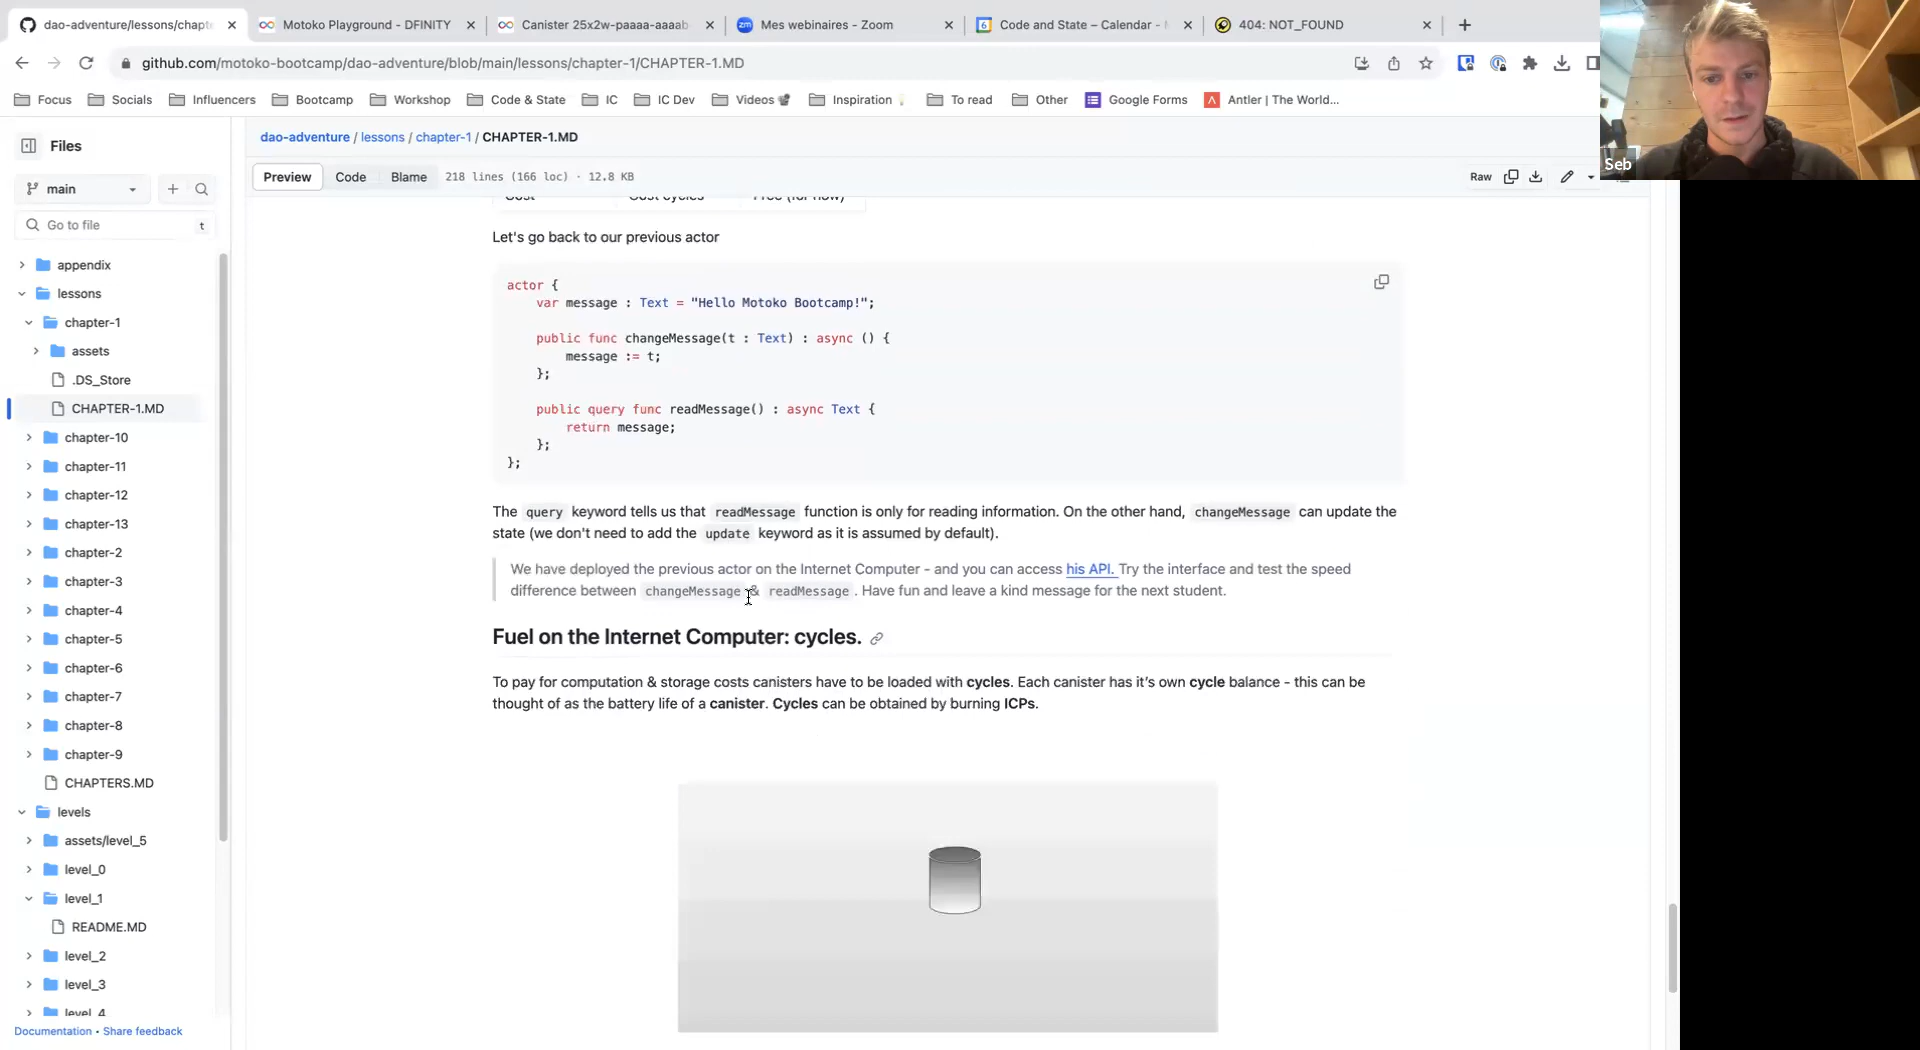 dao-adventure/lessons/chapte
Motoko Playground - DFINITY
Canister 25x2w-paaaa-aaaab-
Mes webinaires - Zoom
Code and State – Calendar -
404: NOT_FOUND
github.com/motoko-bootcamp/dao-adventure/blob/main/lessons/chapter-1/CHAPTER-1.MD
Focus
Socials
Influencers
Bootcamp
Workshop
Code & State
IC
IC Dev
Videos
Inspiration
To read
Other
Google Forms
Antler | The World...
Seb
Files
main
Go to file
t
appendix
lessons
chapter-1
assets
.DS_Store
CHAPTER-1.MD
chapter-10
chapter-11
chapter-12
chapter-13
chapter-2
chapter-3
chapter-4
chapter-5
chapter-6
chapter-7
chapter-8
chapter-9
CHAPTERS.MD
levels
assets/level_5
level_0
level_1
README.MD
level_2
level_3
level_4
Documentation • Share feedback
dao-adventure / lessons / chapter-1 / CHAPTER-1.MD
Preview
Code
Blame
218 lines (166 loc) · 12.8 KB
Raw
Cost
Cost cycles
Free (for now)
Let's go back to our previous actor
actor {
var message : Text = "Hello Motoko Bootcamp!";
public func changeMessage(t : Text) : async () {
message := t;
};
public query func readMessage() : async Text {
return message;
};
};
The query keyword tells us that readMessage function is only for reading information. On the other hand, changeMessage can update the
state (we don't need to add the update keyword as it is assumed by default).
We have deployed the previous actor on the Internet Computer - and you can access his API. Try the interface and test the speed
difference between changeMessage & readMessage . Have fun and leave a kind message for the next student.
Fuel on the Internet Computer: cycles.
To pay for computation & storage costs canisters have to be loaded with cycles. Each canister has it's own cycle balance - this can be
thought of as the battery life of a canister. Cycles can be obtained by burning ICPs.